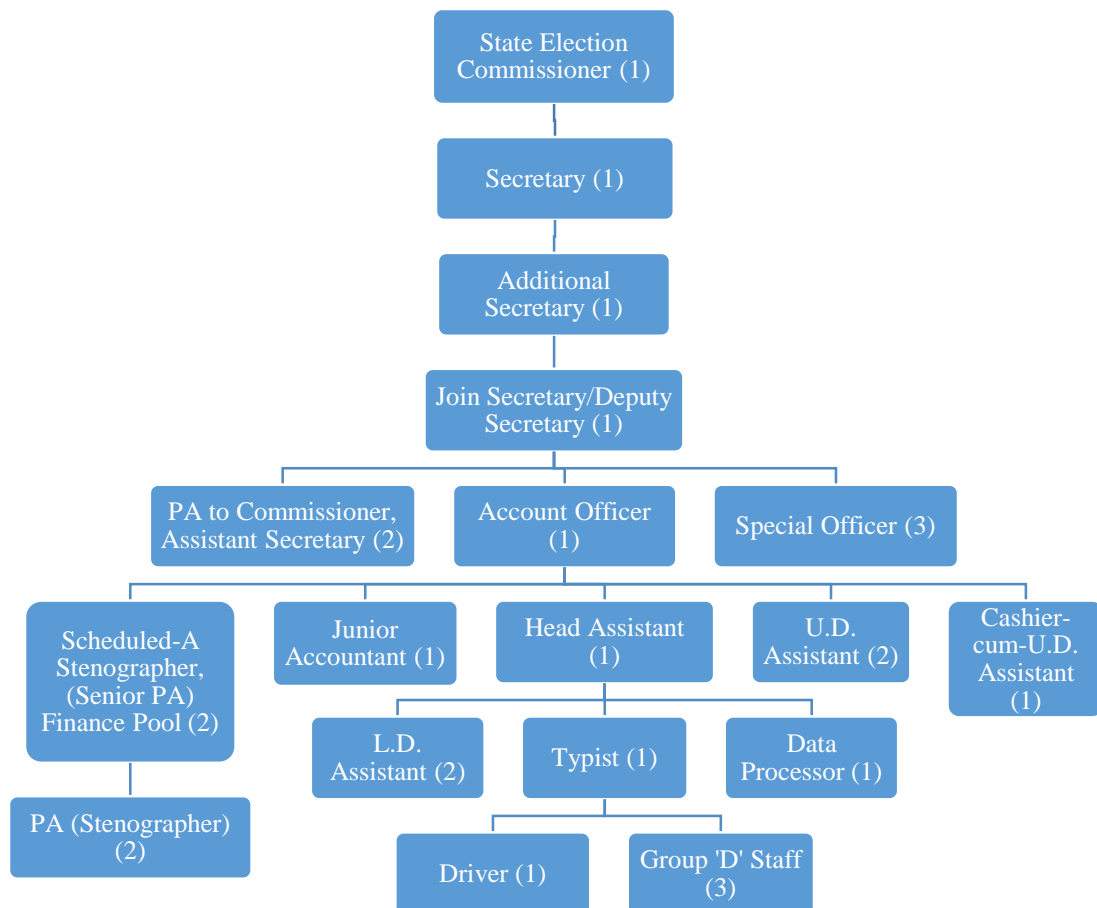 State Election
Commissioner (1)
Secretary (1)
Additional
Secretary (1)
Join Secretary/Deputy
Secretary (1)
PA to Commissioner,
Assistant Secretary (2)
Account Officer
(1)
Special Officer (3)
Scheduled-A
Stenographer,
(Senior PA)
Finance Pool (2)
Junior
Accountant (1)
Head Assistant
(1)
U.D.
Assistant (2)
Cashier-
cum-U.D.
Assistant
(1)
PA (Stenographer)
(2)
L.D.
Assistant (2)
Typist (1)
Data
Processor (1)
Driver (1)
Group 'D' Staff
(3)